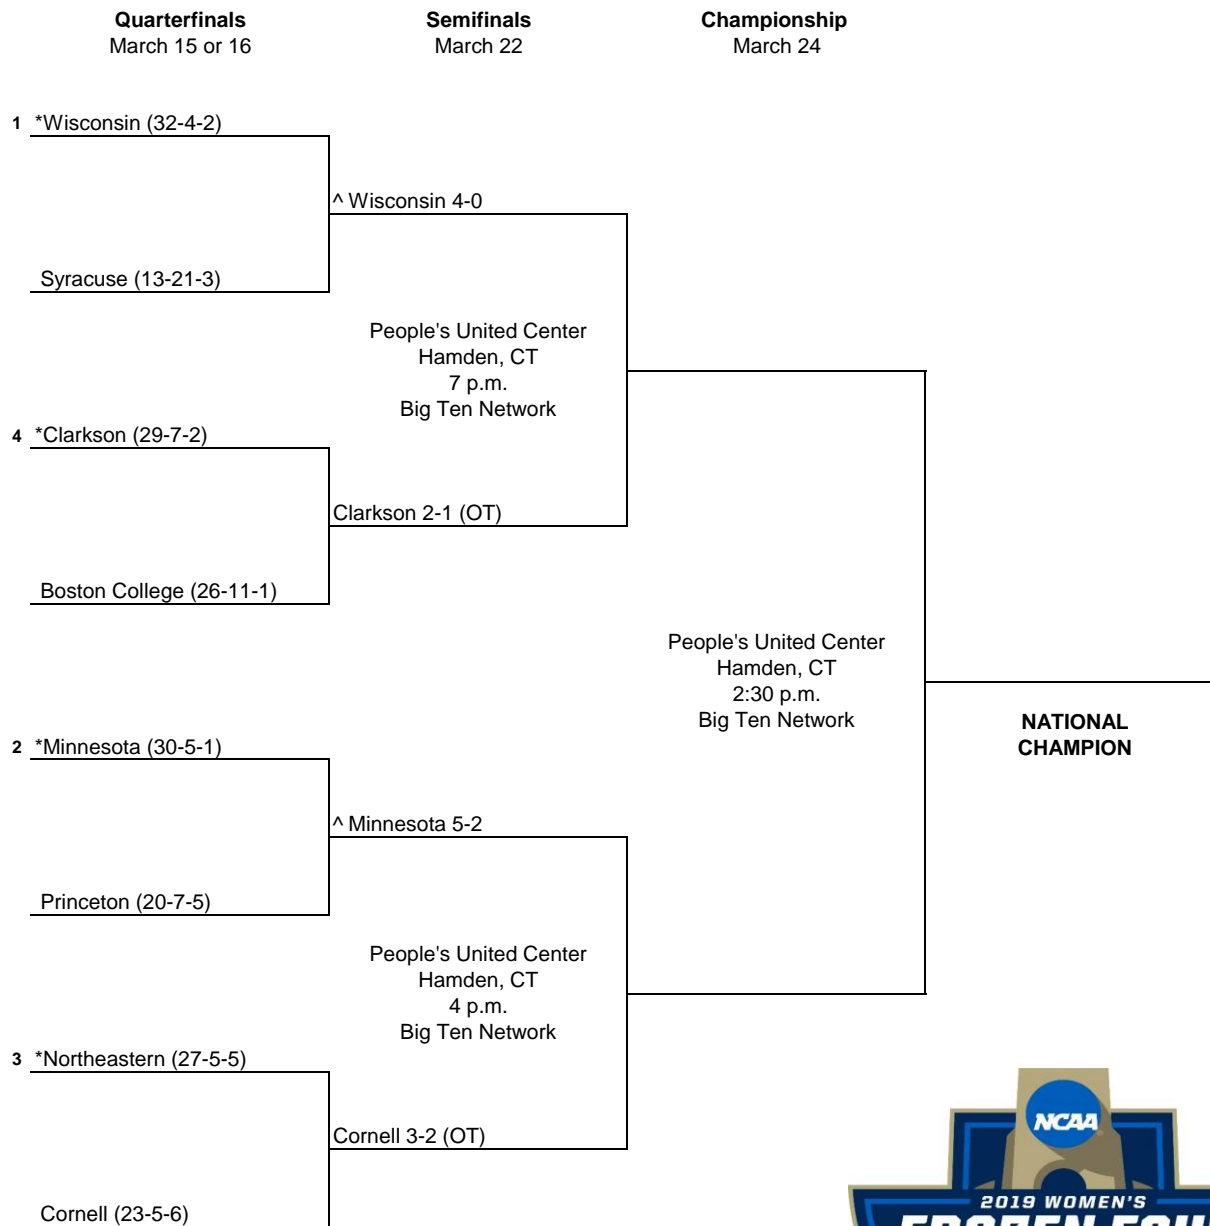 Quarterfinals
March 15 or 16
Semifinals
March 22
Championship
March 24
1 *Wisconsin (32-4-2)
^ Wisconsin 4-0
Syracuse (13-21-3)
People's United Center
Hamden, CT
7 p.m.
Big Ten Network
4 *Clarkson (29-7-2)
Clarkson 2-1 (OT)
Boston College (26-11-1)
People's United Center
Hamden, CT
2:30 p.m.
Big Ten Network
NATIONAL
CHAMPION
2 *Minnesota (30-5-1)
^ Minnesota 5-2
Princeton (20-7-5)
People's United Center
Hamden, CT
4 p.m.
Big Ten Network
3 *Northeastern (27-5-5)
Cornell 3-2 (OT)
Cornell (23-5-6)
NCAA
2019 WOMEN'S
FROZEN FOU